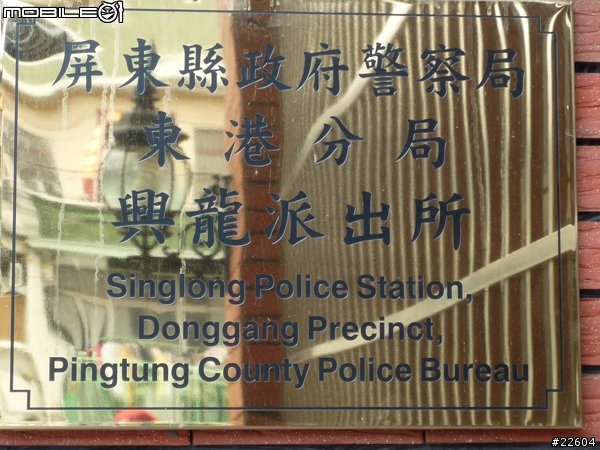 MOBILE01
屏東縣政府警察局
東港分局
興龍派出所
Singlong Police Station,
Donggang Precinct,
Pingtung County Police Bureau
#22604